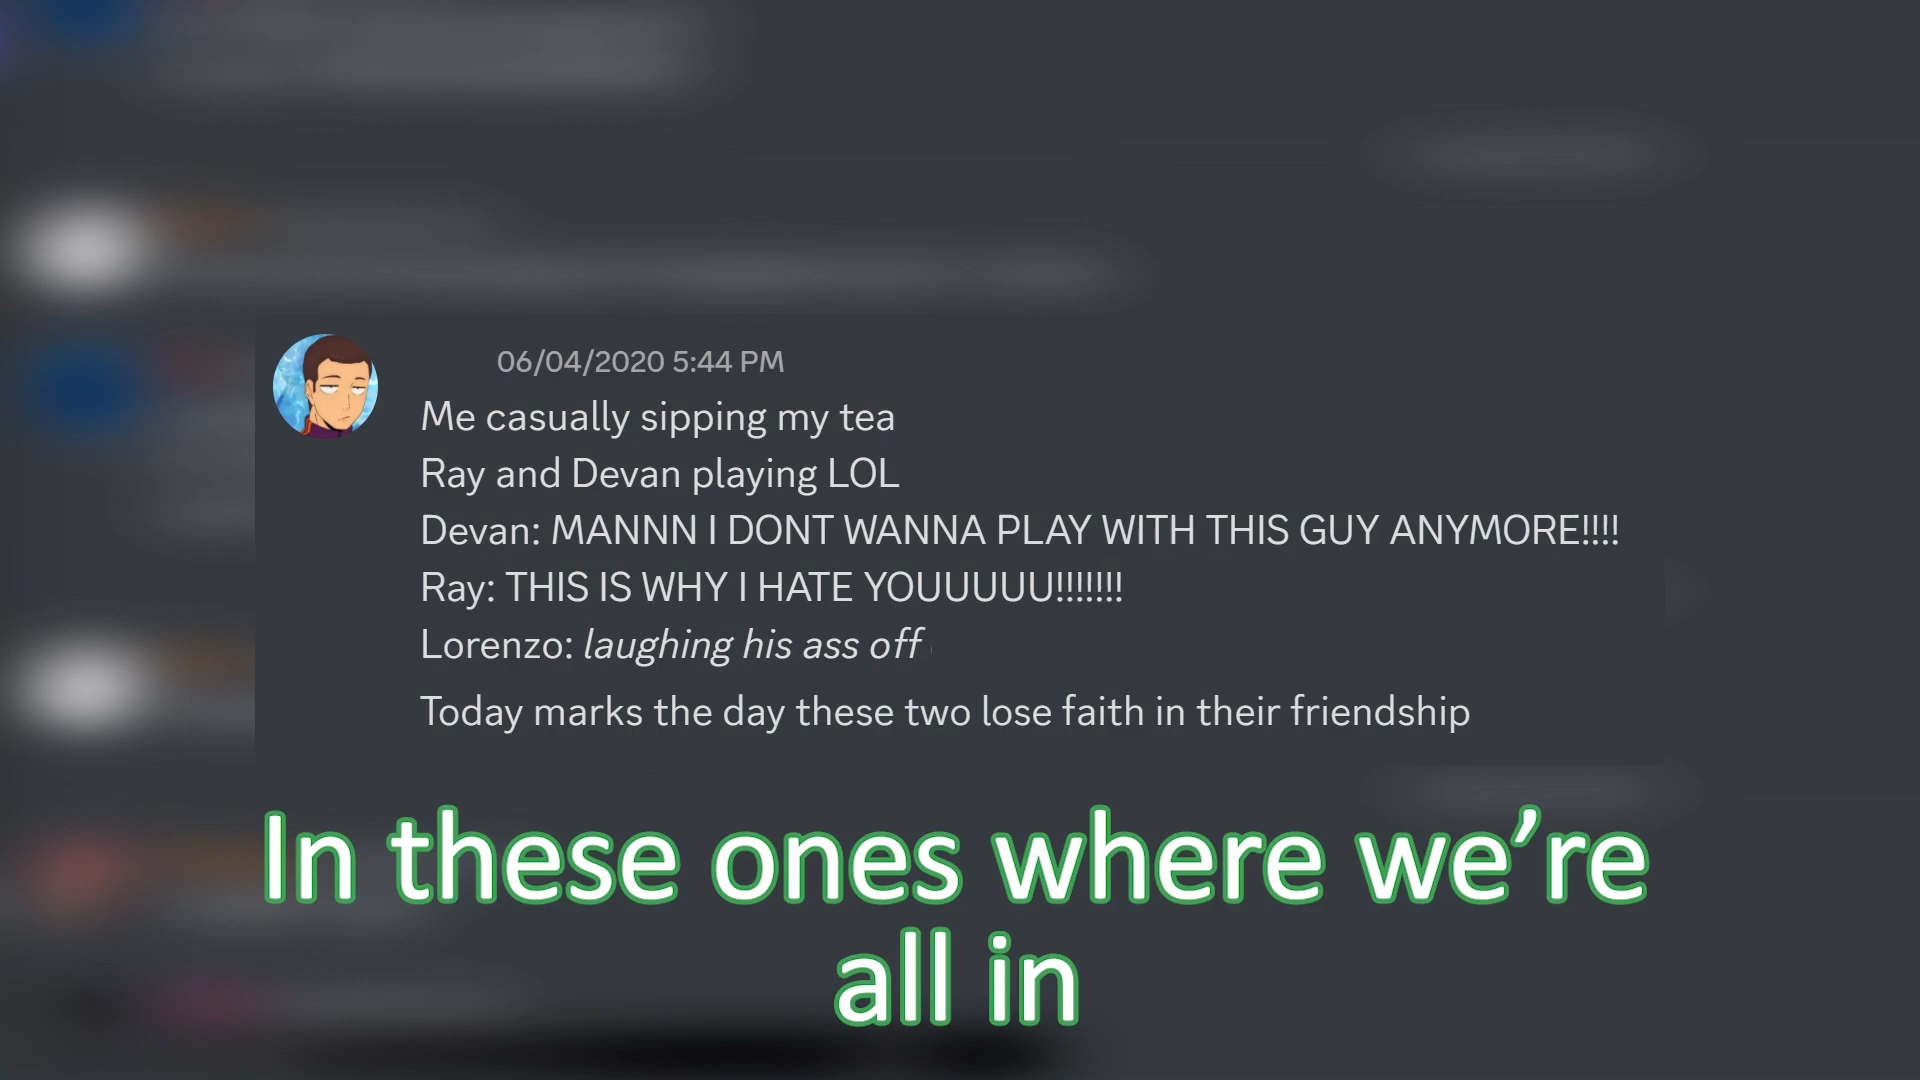 06/04/2020 5:44 PM
Me casually sipping my tea
Ray and Devan playing LOL
Devan: MANNN I DONT WANNA PLAY WITH THIS GUY ANYMORE!!!!
Ray: THIS IS WHY I HATE YOUUUUU!!!!!!!
Lorenzo: laughing his ass off
Today marks the day these two lose faith in their friendship
In these ones where we’re
all in